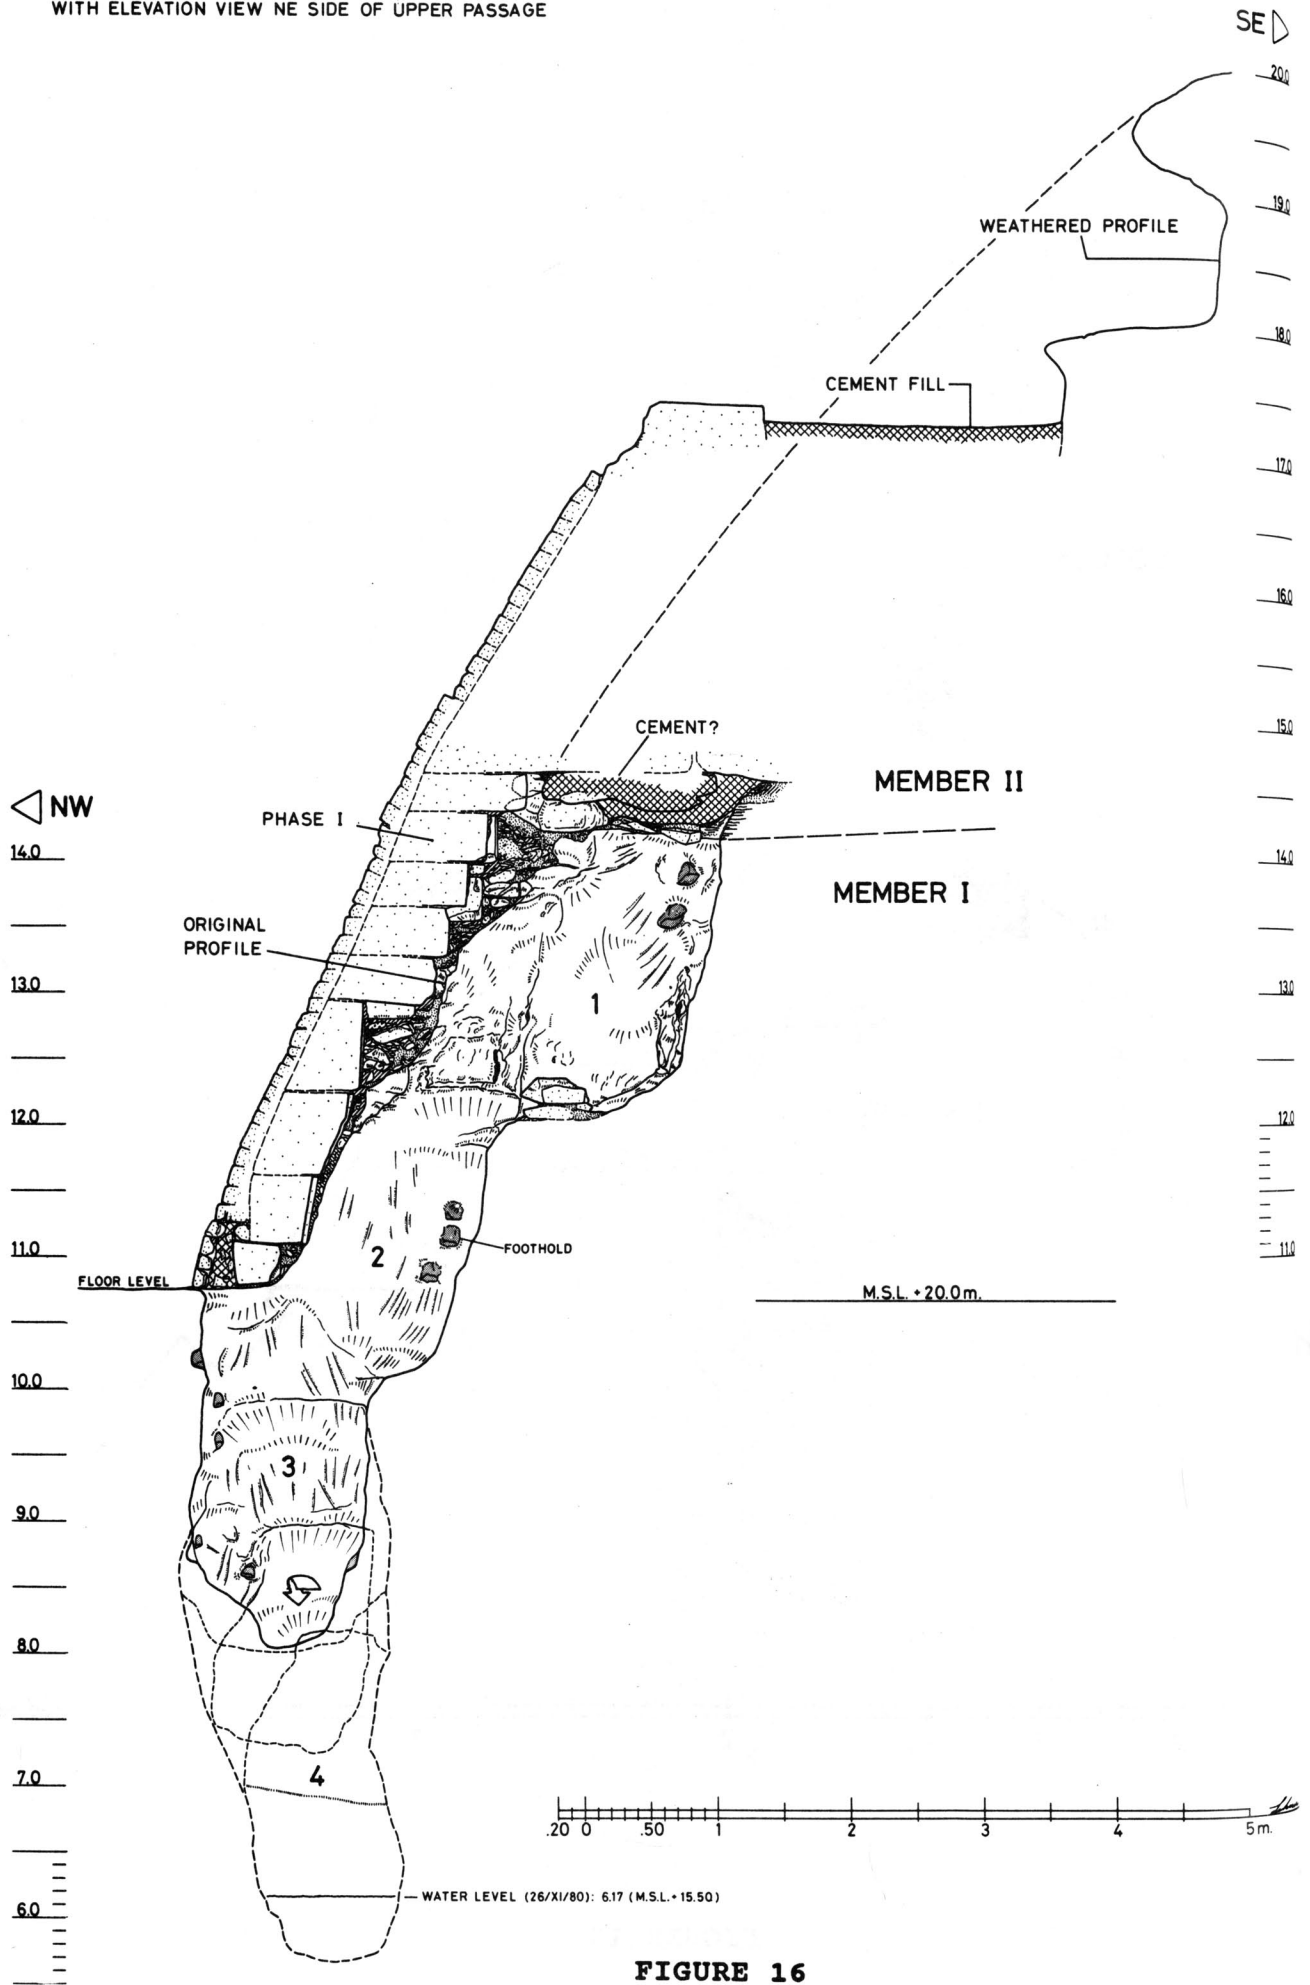 WITH ELEVATION VIEW NE SIDE OF UPPER PASSAGE
SE
20.0
19.0
WEATHERED PROFILE
18.0
CEMENT FILL
17.0
16.0
15.0
CEMENT?
MEMBER II
NW
PHASE I
14.0
14.0
MEMBER I
ORIGINAL
PROFILE
13.0
13.0
1
12.0
12.0
11.0
11.0
2
FOOTHOLD
FLOOR LEVEL
M.S.L. + 20.0m.
10.0
3
9.0
8.0
7.0
4
.20 0 .50 1 2 3 4 5m.
WATER LEVEL (26/XI/80): 6.17 (M.S.L. + 15.50)
6.0
FIGURE 16